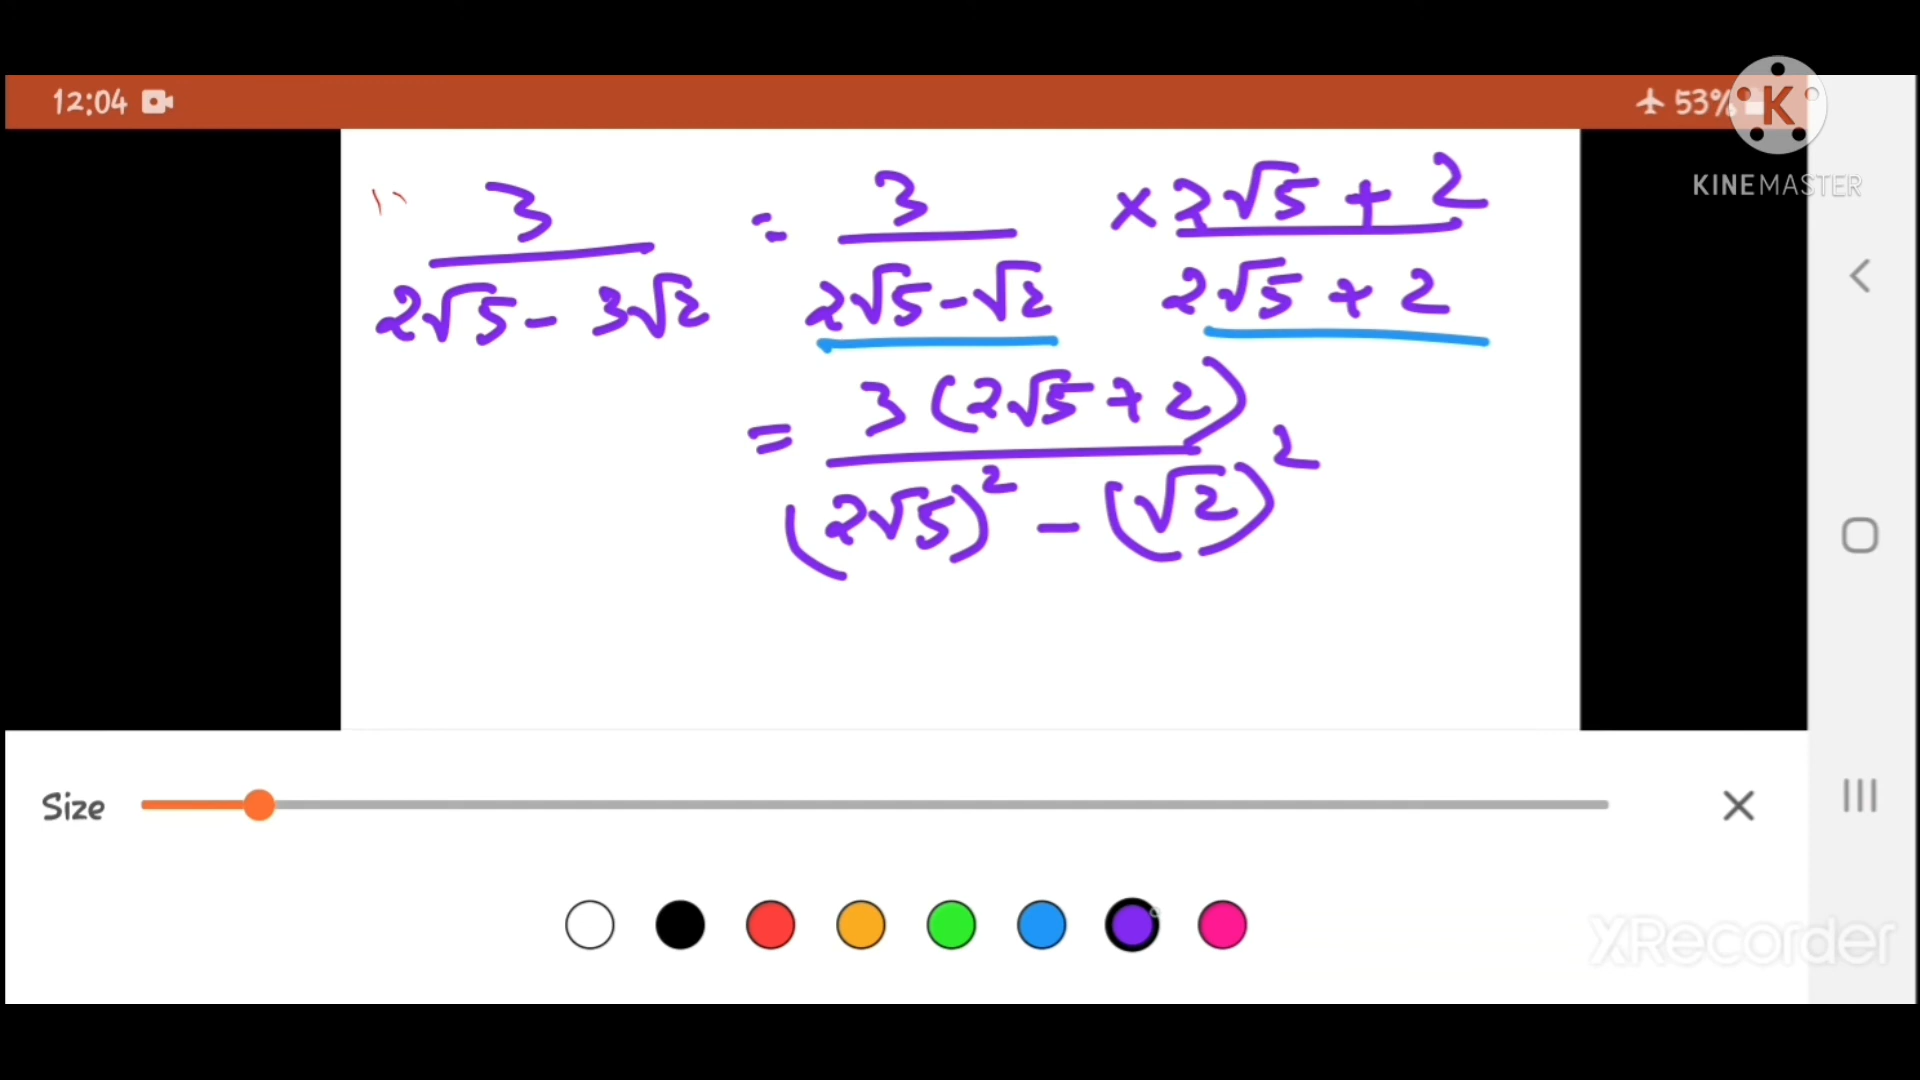 12:04 53%
K
KINEMASTER
3 / 2√5 - 3√2 = 3 / 2√5 - √2 × 2√5 + 2 / 2√5 + 2
= 3 (2√5 + 2) / (2√5)² - (√2)²
Size
XRecorder